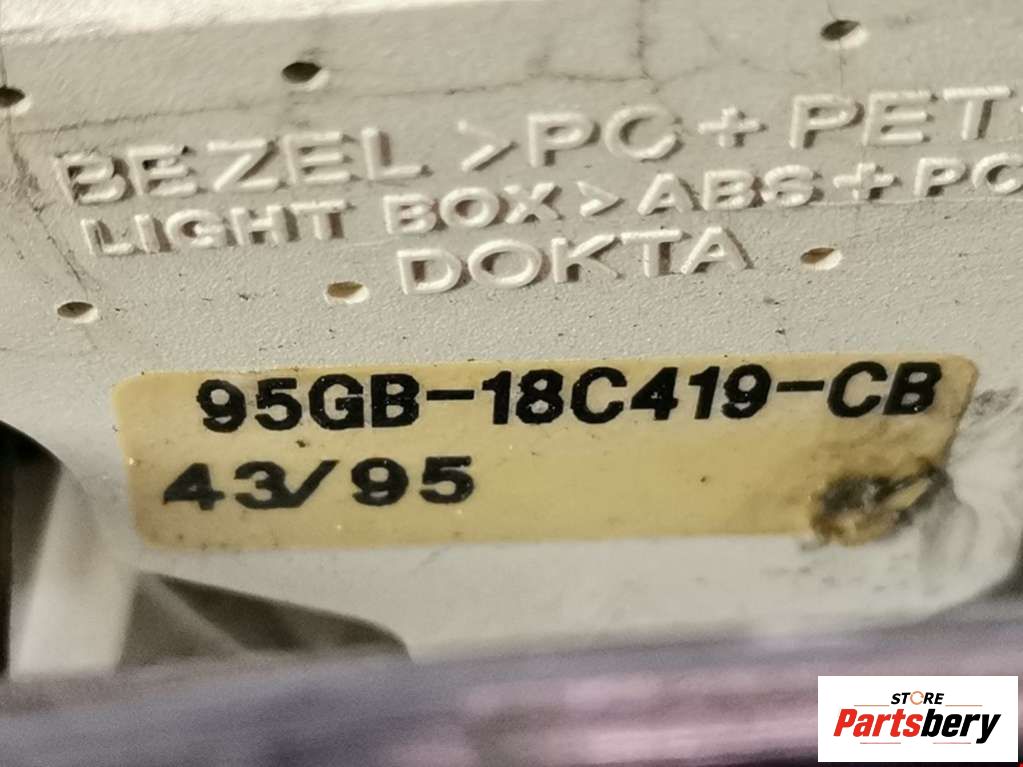 BEZEL >PC+PET
LIGHT BOX>ABS+PC
DOKTA
95GB-18C419-CB
43/95
STORE
Partsbery